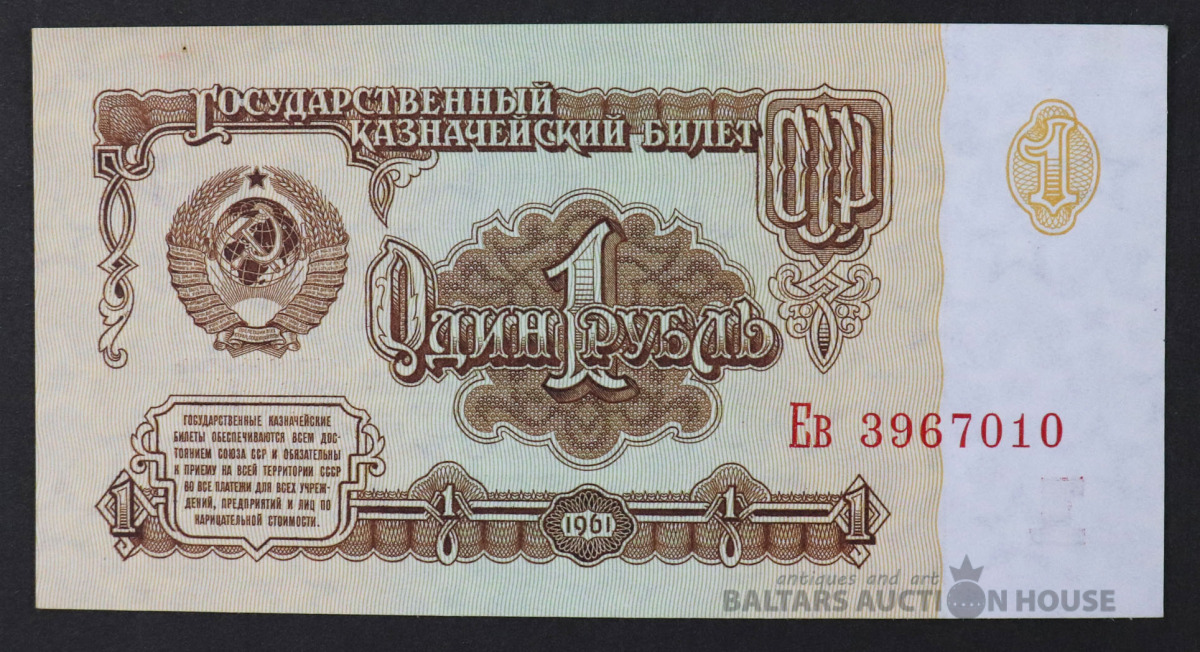 Государственный
казначейский билет
СССР
1
Один 1 рубль
Государственные казначейские
билеты обеспечиваются всем дос-
тоянием Союза ССР и обязательны
к приему на всей территории СССР
во все платежи для всех учреж-
дений, предприятий и лиц по
нарицательной стоимости.
Ев 3967010
1 1 1961 1 1
antiques and art
BALTARS AUCTION HOUSE